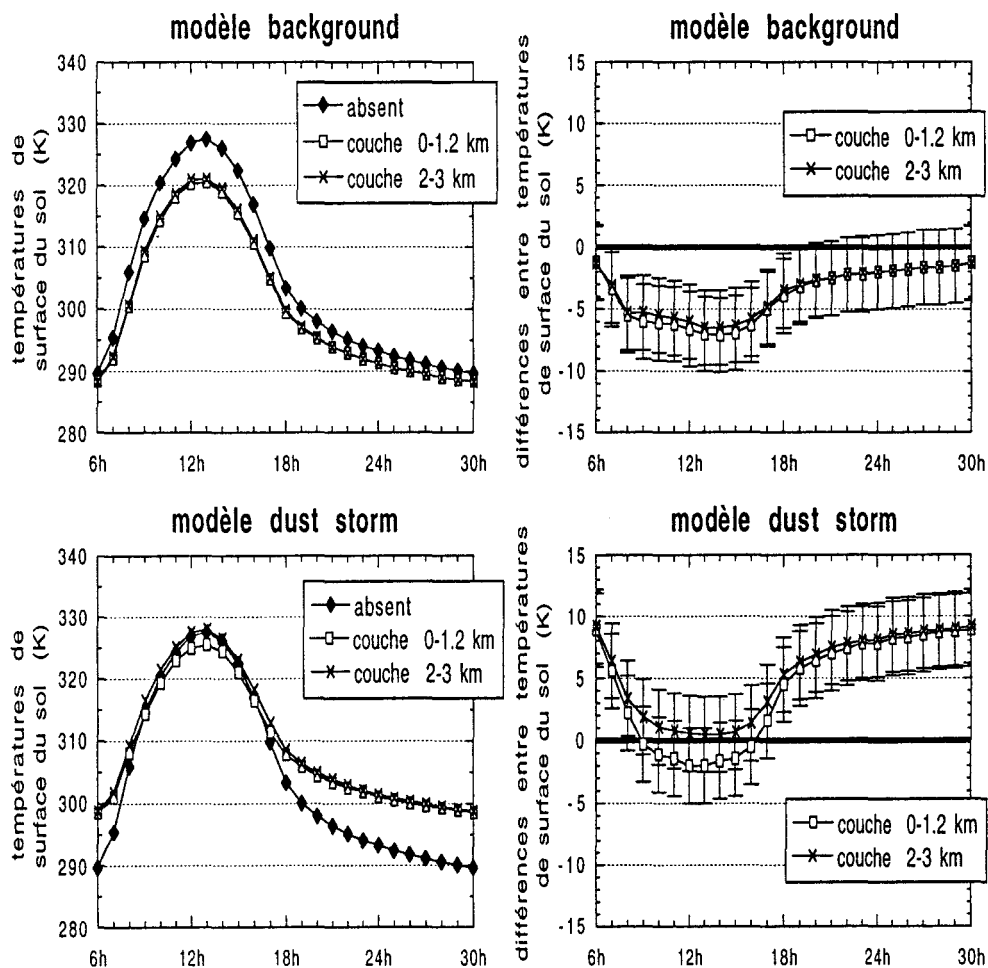 modèle background
températures de
surface du sol (K)
340
330
320
310
300
290
280
absent
couche 0-1.2 km
couche 2-3 km
6h
12h
18h
24h
30h
modèle background
différences entre températures
de surface du sol (K)
15
10
5
0
-5
-10
-15
couche 0-1.2 km
couche 2-3 km
6h
12h
18h
24h
30h
modèle dust storm
températures de
surface du sol (K)
340
330
320
310
300
290
280
absent
couche 0-1.2 km
couche 2-3 km
6h
12h
18h
24h
30h
modèle dust storm
différences entre températures
de surface du sol (K)
15
10
5
0
-5
-10
-15
couche 0-1.2 km
couche 2-3 km
6h
12h
18h
24h
30h